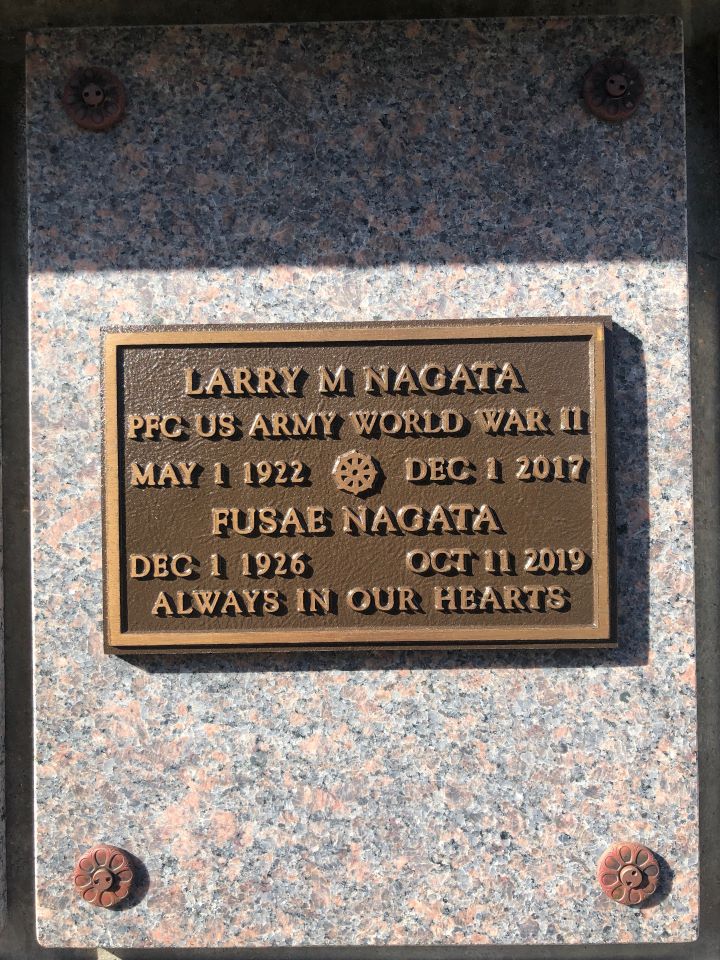 LARRY M NAGATA
PFC US ARMY WORLD WAR II
MAY 1 1922 DEC 1 2017
FUSAE NAGATA
DEC 1 1926 OCT 11 2019
ALWAYS IN OUR HEARTS